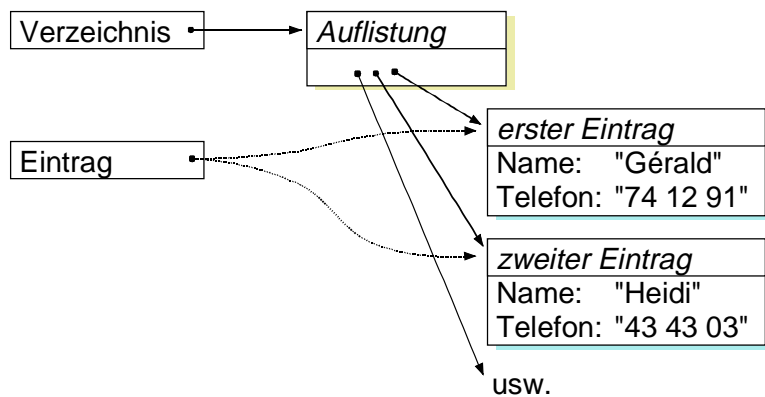 Verzeichnis
Auflistung
Eintrag
erster Eintrag
Name: "Gérald"
Telefon: "74 12 91"
zweiter Eintrag
Name: "Heidi"
Telefon: "43 43 03"
usw.